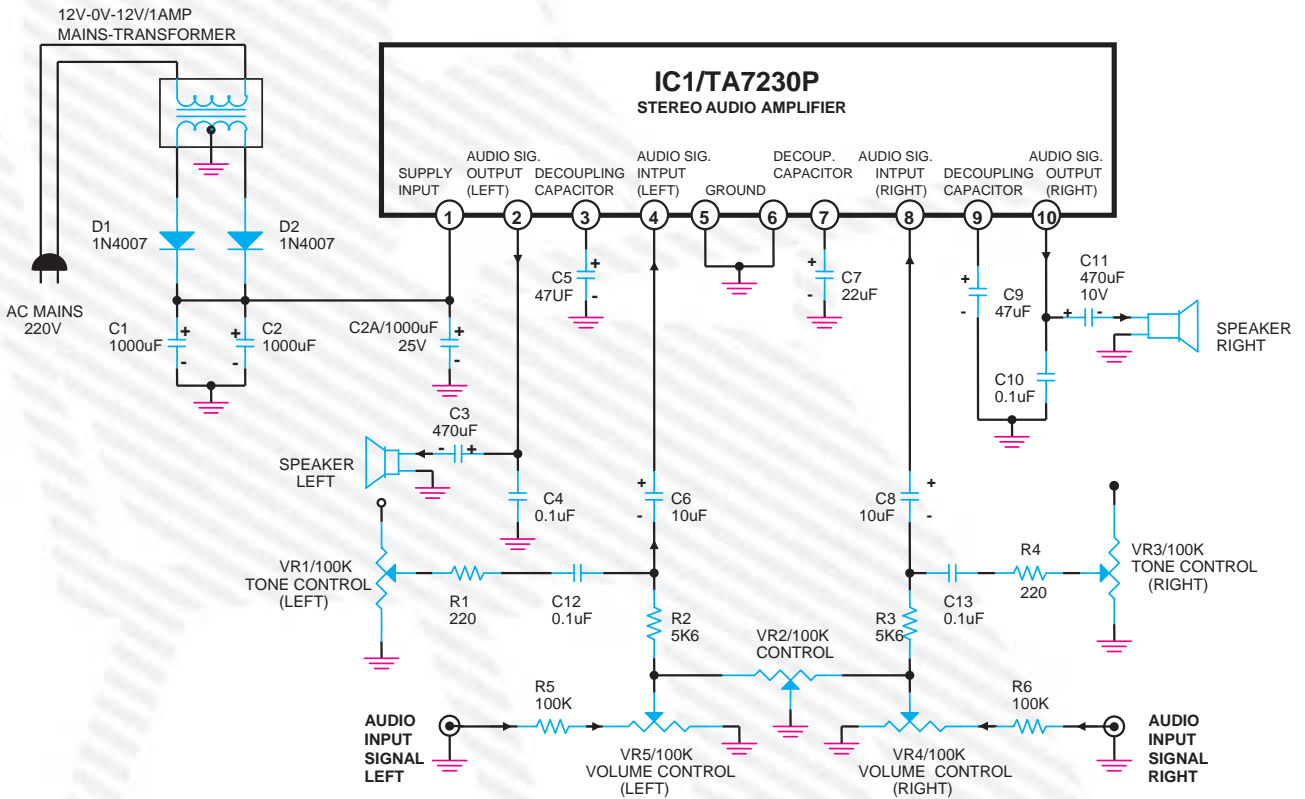 12V-0V-12V/1AMP
MAINS-TRANSFORMER
IC1/TA7230P
STEREO AUDIO AMPLIFIER
SUPPLY
INPUT
AUDIO SIG.
OUTPUT
(LEFT)
DECOUPLING
CAPACITOR
AUDIO SIG.
INTPUT
(LEFT)
GROUND
DECOUP.
CAPACITOR
AUDIO SIG.
INTPUT
(RIGHT)
DECOUPLING
CAPACITOR
AUDIO SIG.
OUTPUT
(RIGHT)
1 2 3 4 5 6 7 8 9 10
D1
1N4007
D2
1N4007
AC MAINS
220V
C1
1000uF
+
-
C2
1000uF
+
-
C2A/1000uF
25V
+
-
C5
47UF
+
-
C7
22uF
+
-
C9
47uF
+
-
C11
470uF
10V
+ -
SPEAKER
RIGHT
C10
0.1uF
C3
470uF
- +
SPEAKER
LEFT
C4
0.1uF
C6
10uF
+
-
C8
10uF
+
-
VR1/100K
TONE CONTROL
(LEFT)
R1
220
C12
0.1uF
R2
5K6
VR2/100K
CONTROL
R3
5K6
C13
0.1uF
R4
220
VR3/100K
TONE CONTROL
(RIGHT)
AUDIO
INPUT
SIGNAL
LEFT
R5
100K
VR5/100K
VOLUME CONTROL
(LEFT)
VR4/100K
VOLUME CONTROL
(RIGHT)
R6
100K
AUDIO
INPUT
SIGNAL
RIGHT